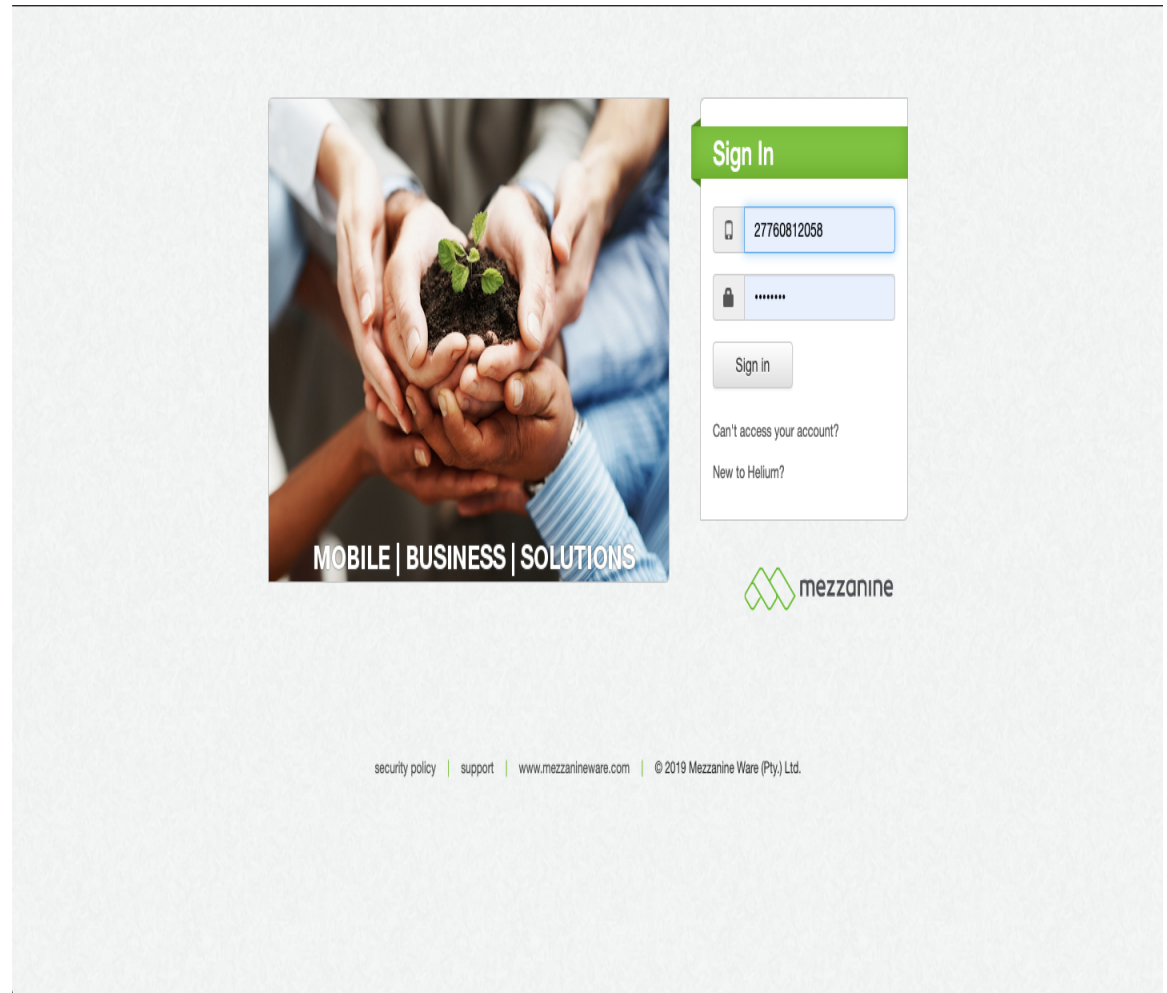 Sign In
27760812058
••••••••
Sign in
Can't access your account?
New to Helium?
MOBILE | BUSINESS | SOLUTIONS
mezzanine
security policy | support | www.mezzanineware.com | © 2019 Mezzanine Ware (Pty.) Ltd.